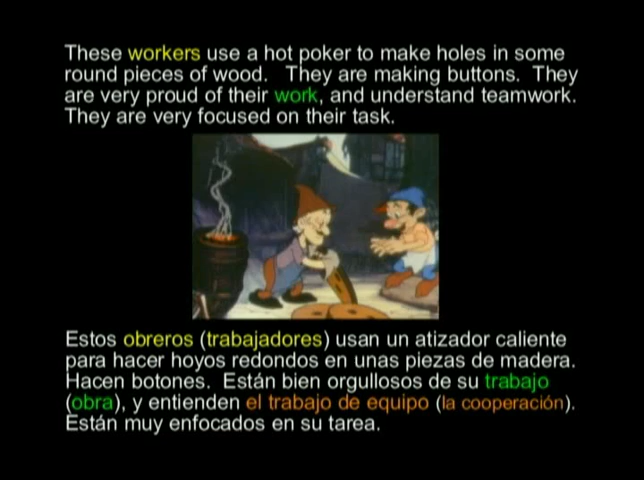 These workers use a hot poker to make holes in some
round pieces of wood. They are making buttons. They
are very proud of their work, and understand teamwork.
They are very focused on their task.
Estos obreros (trabajadores) usan un atizador caliente
para hacer hoyos redondos en unas piezas de madera.
Hacen botones. Están bien orgullosos de su trabajo
(obra), y entienden el trabajo de equipo (la cooperación).
Están muy enfocados en su tarea.